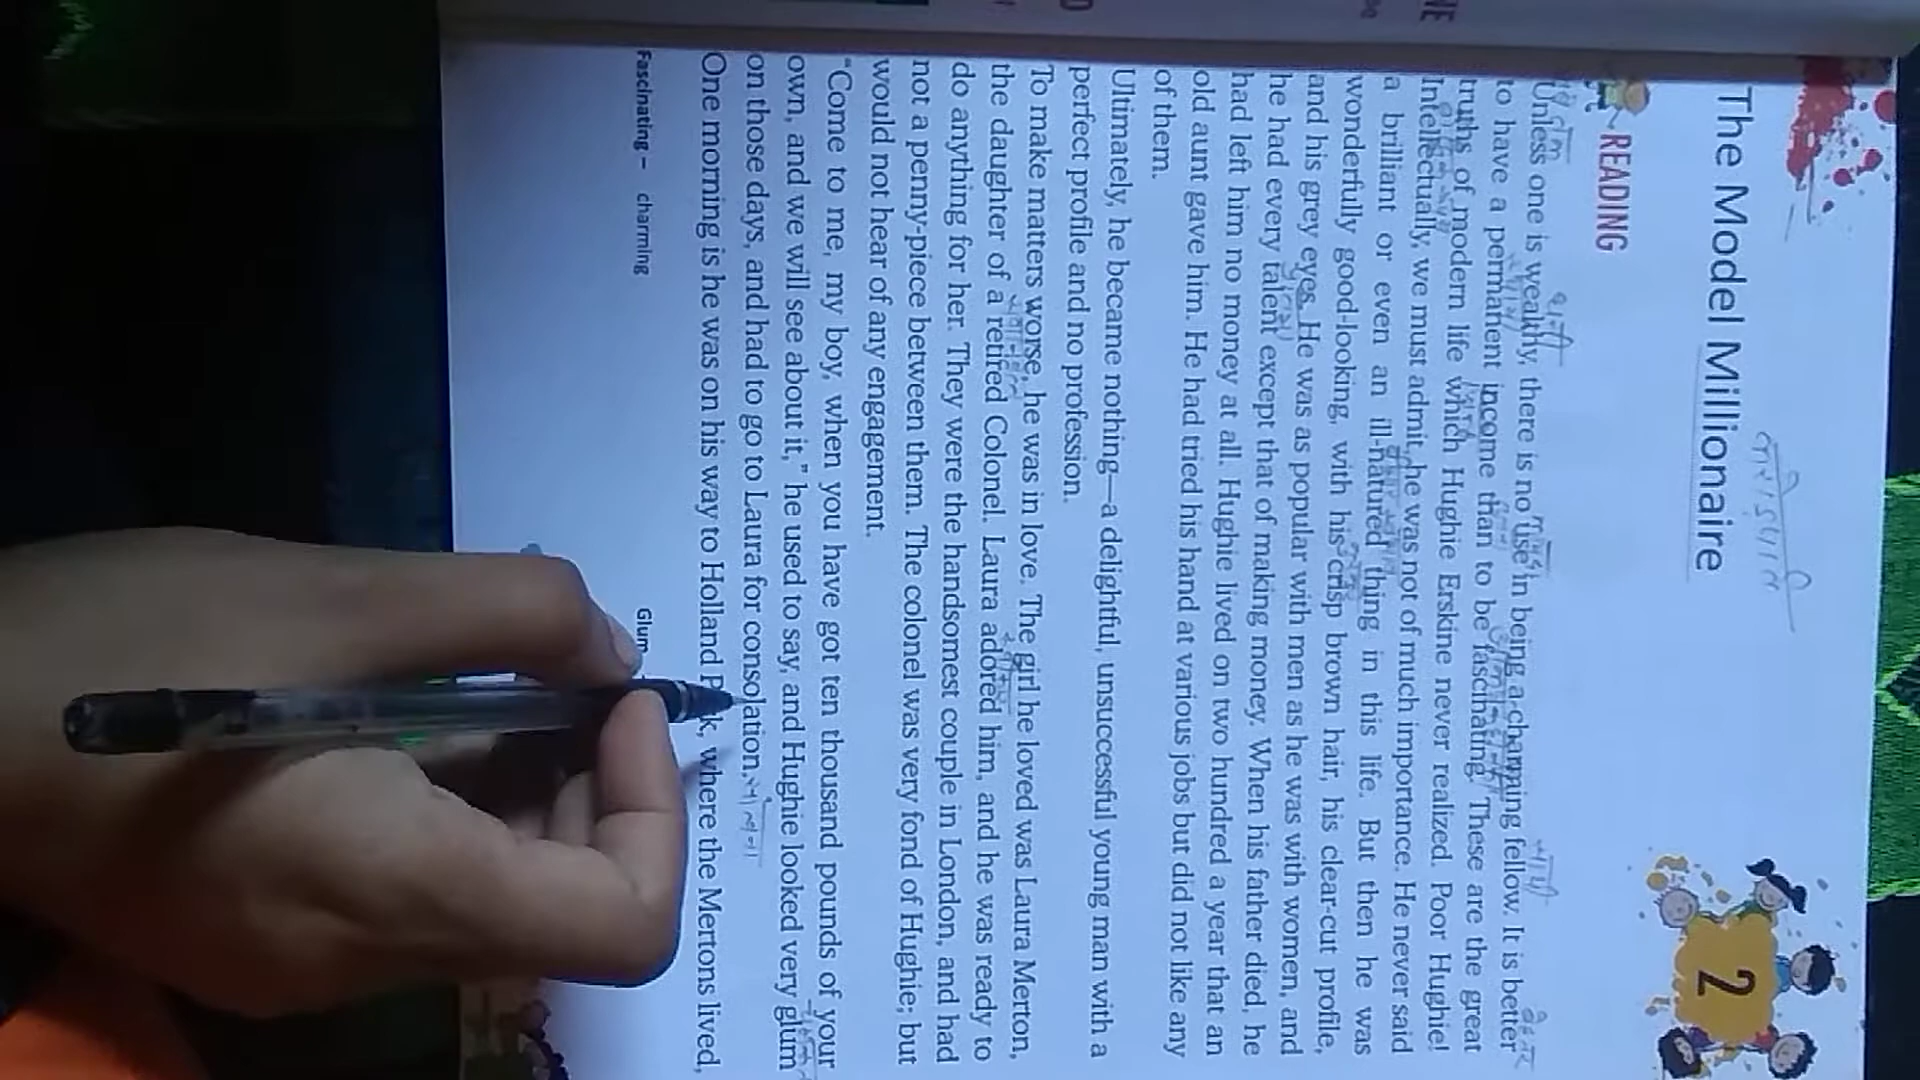 The Model Millionaire
2
READING
Unless one is wealthy, there is no use in being a charming fellow. It is better
to have a permanent income than to be fascinating. These are the great
truths of modern life which Hughie Erskine never realized. Poor Hughie!
Intellectually, we must admit, he was not of much importance. He never said
a brilliant or even an ill-natured thing in this life. But then he was
wonderfully good-looking, with his crisp brown hair, his clear-cut profile,
and his grey eyes. He was as popular with men as he was with women, and
he had every talent except that of making money. When his father died, he
had left him no money at all. Hughie lived on two hundred a year that an
old aunt gave him. He had tried his hand at various jobs but did not like any
of them.
Ultimately, he became nothing—a delightful, unsuccessful young man with a
perfect profile and no profession.
To make matters worse, he was in love. The girl he loved was Laura Merton,
the daughter of a retired Colonel. Laura adored him, and he was ready to
do anything for her. They were the handsomest couple in London, and had
not a penny-piece between them. The colonel was very fond of Hughie; but
would not hear of any engagement.
"Come to me, my boy, when you have got ten thousand pounds of your
own, and we will see about it," he used to say, and Hughie looked very glum
on those days, and had to go to Laura for consolation.
One morning is he was on his way to Holland P k, where the Mertons lived,
Fascinating – charming